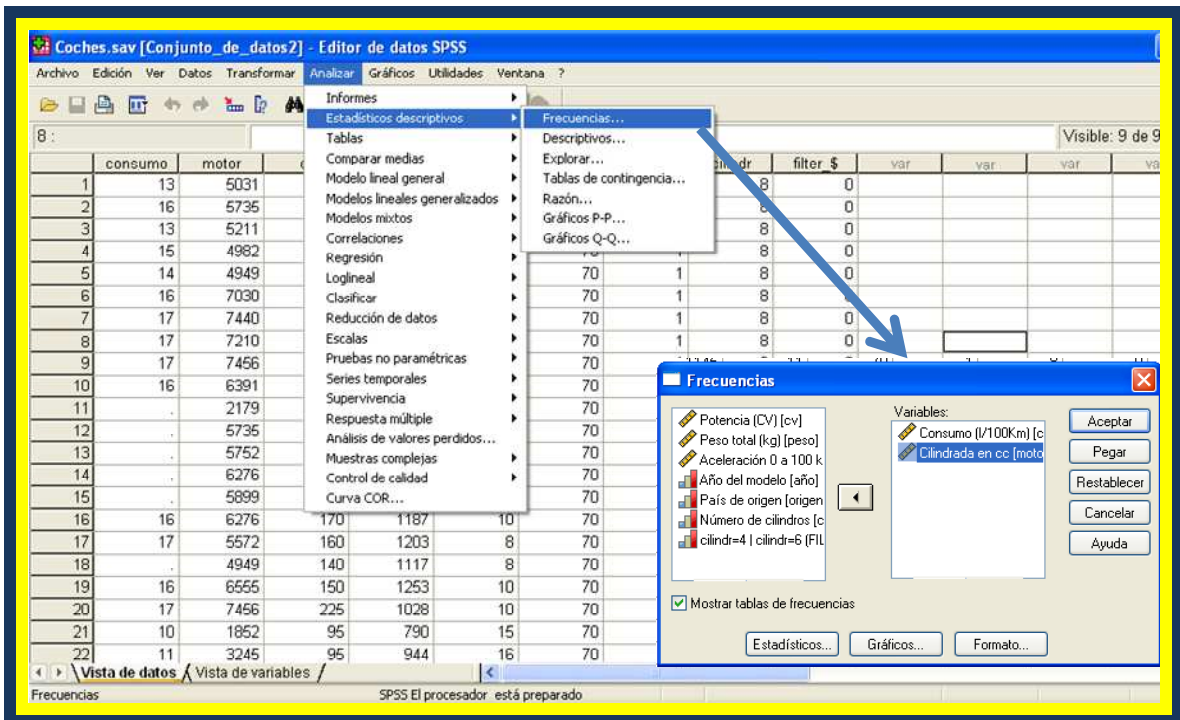 Coches.sav [Conjunto_de_datos2] - Editor de datos SPSS
Archivo Edición Ver Datos Transformar Analizar Gráficos Utilidades Ventana ?
8 :
Visible: 9 de 9
Informes
Estadísticos descriptivos
Tablas
Comparar medias
Modelo lineal general
Modelos lineales generalizados
Modelos mixtos
Correlaciones
Regresión
Loglineal
Clasificar
Reducción de datos
Escalas
Pruebas no paramétricas
Series temporales
Supervivencia
Respuesta múltiple
Análisis de valores perdidos...
Muestras complejas
Control de calidad
Curva COR...
Frecuencias...
Descriptivos...
Explorar...
Tablas de contingencia...
Razón...
Gráficos P-P...
Gráficos Q-Q...
consumo motor filter_$ var var var
1 13 5031 8 0
2 16 5735 8 0
3 13 5211 8 0
4 15 4982 70 1 8 0
5 14 4949 70 1 8 0
6 16 7030 70 1 8
7 17 7440 70 1 8 0
8 17 7210 70 1 8 0
9 17 7456 70
10 16 6391 70
11 . 2179 70
12 . 5735 70
13 . 5752 70
14 . 6276 70
15 . 5899 70
16 16 6276 170 1187 10 70
17 17 5572 160 1203 8 70
18 . 4949 140 1117 8 70
19 16 6555 150 1253 10 70
20 17 7456 225 1028 10 70
21 10 1852 95 790 15 70
22 11 3245 95 944 16 70
Frecuencias
Potencia (CV) [cv]
Peso total (kg) [peso]
Aceleración 0 a 100 k
Año del modelo [año]
País de origen [origen
Número de cilindros [c
cilindr=4 | cilindr=6 (FIL
Variables:
Consumo (l/100Km) [c
Cilindrada en cc [moto
Aceptar
Pegar
Restablecer
Cancelar
Ayuda
Mostrar tablas de frecuencias
Estadísticos... Gráficos... Formato...
Vista de datos Vista de variables
Frecuencias SPSS El procesador está preparado